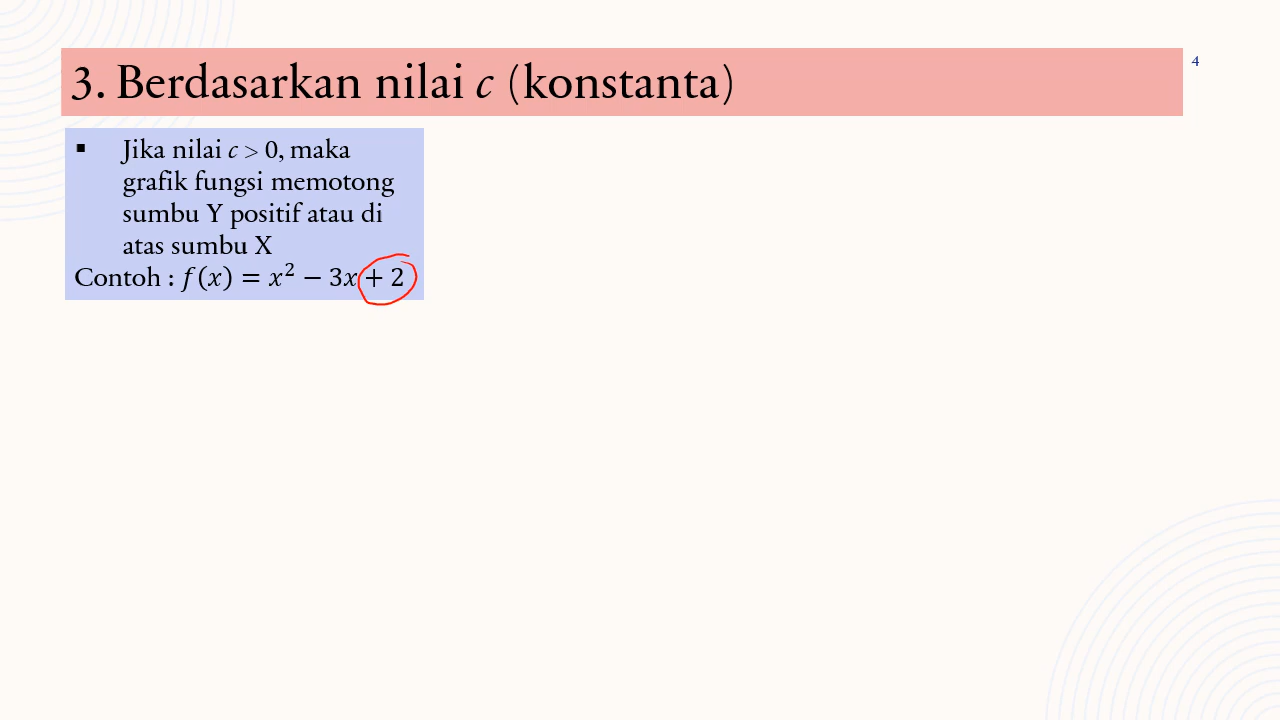 4
3. Berdasarkan nilai c (konstanta)
▪ Jika nilai c > 0, maka
grafik fungsi memotong
sumbu Y positif atau di
atas sumbu X
Contoh : f(x) = x² − 3x + 2